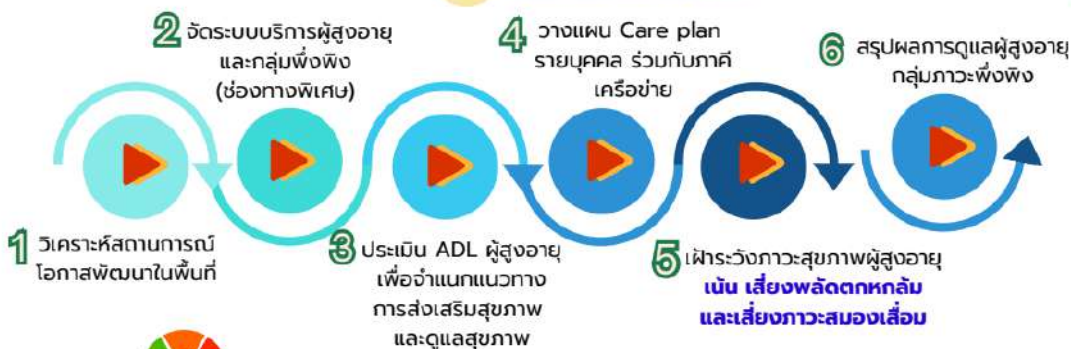 1 วิเคราะห์สถานการณ์
โอกาสพัฒนาในพื้นที่
2 จัดระบบบริการผู้สูงอายุ
และกลุ่มพึ่งพิง
(ช่องทางพิเศษ)
3 ประเมิน ADL ผู้สูงอายุ
เพื่อจำแนกแนวทาง
การส่งเสริมสุขภาพ
และดูแลสุขภาพ
4 วางแผน Care plan
รายบุคคล ร่วมกับภาคี
เครือข่าย
5 เฝ้าระวังภาวะสุขภาพผู้สูงอายุ
เน้น เสี่ยงพลัดตกหกล้ม
และเสี่ยงภาวะสมองเสื่อม
6 สรุปผลการดูแลผู้สูงอายุ
กลุ่มภาวะพึ่งพิง